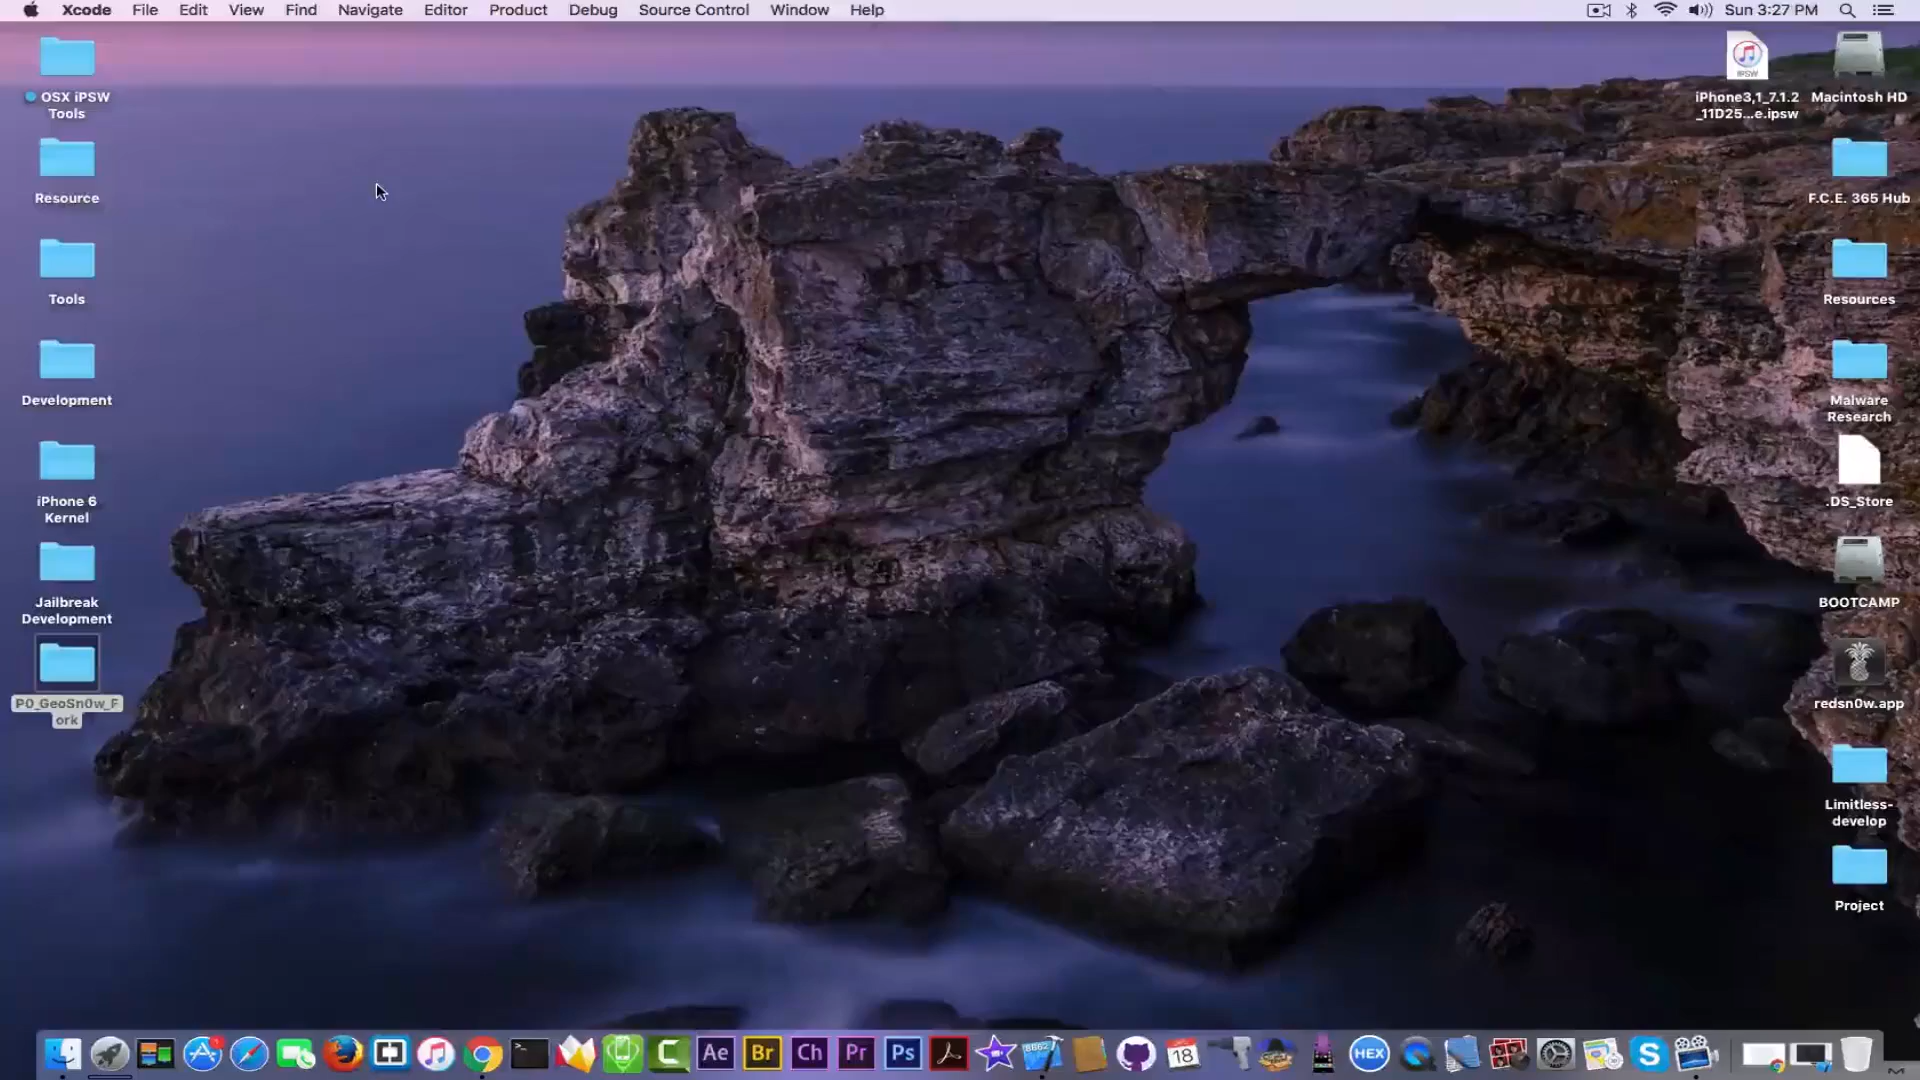 Xcode File Edit View Find Navigate Editor Product Debug Source Control Window Help Sun 3:27 PM
OSX iPSW
Tools
Resource
Tools
Development
iPhone 6
Kernel
Jailbreak
Development
P0_GeoSn0w_F
ork
IPSW
iPhone3,1_7.1.2
_11D25...e.ipsw
Macintosh HD
F.C.E. 365 Hub
Resources
Malware
Research
.DS_Store
BOOTCAMP
redsn0w.app
Limitless-
develop
Project
Ae Br Ch Pr Ps 18 HEX